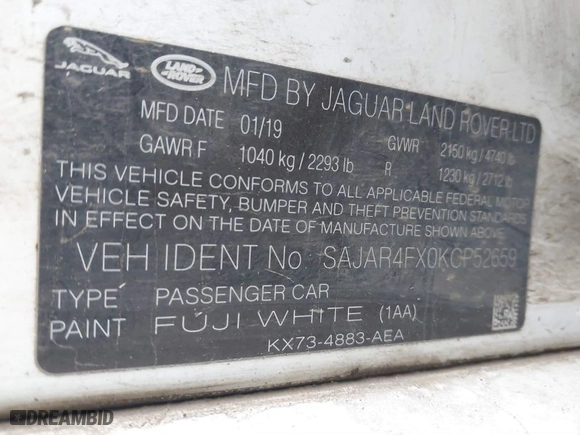 JAGUAR
LAND ROVER
MFD BY JAGUAR LAND ROVER LTD
MFD DATE 01/19 GVWR 2150 kg / 4740 lb
GAWR F 1040 kg / 2293 lb R 1230 kg / 2712 lb
THIS VEHICLE CONFORMS TO ALL APPLICABLE FEDERAL MOTOR
VEHICLE SAFETY, BUMPER AND THEFT PREVENTION STANDARDS
IN EFFECT ON THE DATE OF MANUFACTURE SHOWN ABOVE.
VEH IDENT No SAJAR4FX0KCP52659
TYPE PASSENGER CAR
PAINT FUJI WHITE (1AA)
KX73-4883-AEA
DREAMBID